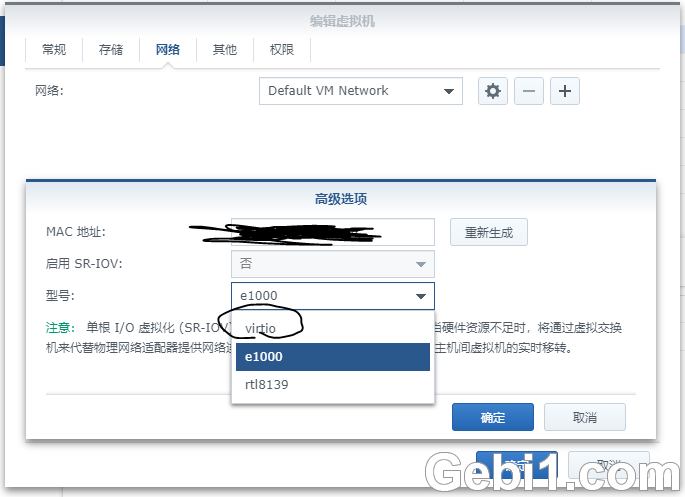 编辑虚拟机
常规 存储 网络 其他 权限
网络: Default VM Network
高级选项
MAC 地址: 重新生成
启用 SR-IOV: 否
型号: e1000
virtio
e1000
rtl8139
注意: 单根 I/O 虚拟化 (SR-IOV) 当硬件资源不足时，将通过虚拟交换
机来代替物理网络适配器提供网络 主机间虚拟机的实时移转。
确定 取消
确定 取消
Gebi1.com